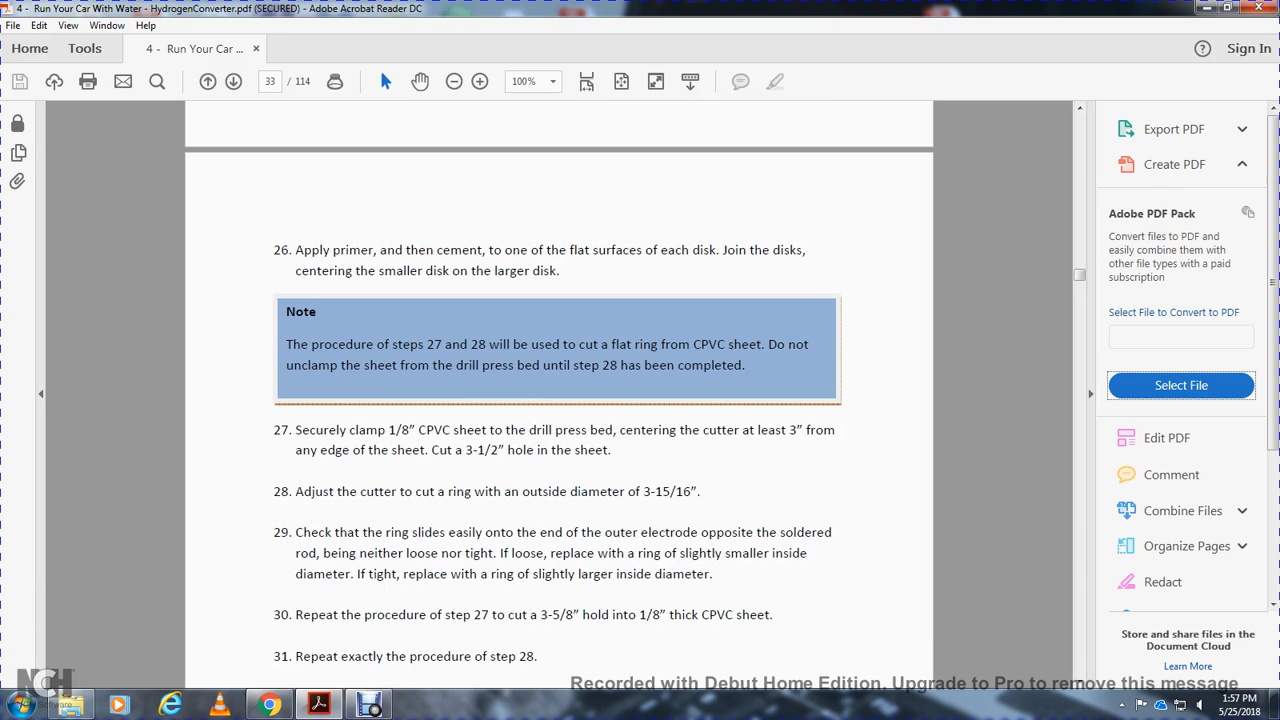 4 - Run Your Car With Water - HydrogenConverter.pdf (SECURED) - Adobe Acrobat Reader DC
File Edit View Window Help
Home Tools 4 - Run Your Car ... × Sign In
33 / 114 100%
26. Apply primer, and then cement, to one of the flat surfaces of each disk. Join the disks,
centering the smaller disk on the larger disk.
Note
The procedure of steps 27 and 28 will be used to cut a flat ring from CPVC sheet. Do not
unclamp the sheet from the drill press bed until step 28 has been completed.
27. Securely clamp 1/8” CPVC sheet to the drill press bed, centering the cutter at least 3” from
any edge of the sheet. Cut a 3-1/2” hole in the sheet.
28. Adjust the cutter to cut a ring with an outside diameter of 3-15/16”.
29. Check that the ring slides easily onto the end of the outer electrode opposite the soldered
rod, being neither loose nor tight. If loose, replace with a ring of slightly smaller inside
diameter. If tight, replace with a ring of slightly larger inside diameter.
30. Repeat the procedure of step 27 to cut a 3-5/8” hold into 1/8” thick CPVC sheet.
31. Repeat exactly the procedure of step 28.
Export PDF
Create PDF
Adobe PDF Pack
Convert files to PDF and
easily combine them with
other file types with a paid
subscription
Select File to Convert to PDF
Select File
Edit PDF
Comment
Combine Files
Organize Pages
Redact
Store and share files in the
Document Cloud
Learn More
NCH
Software
Recorded with Debut Home Edition. Upgrade to Pro to remove this message
1:57 PM
5/25/2018